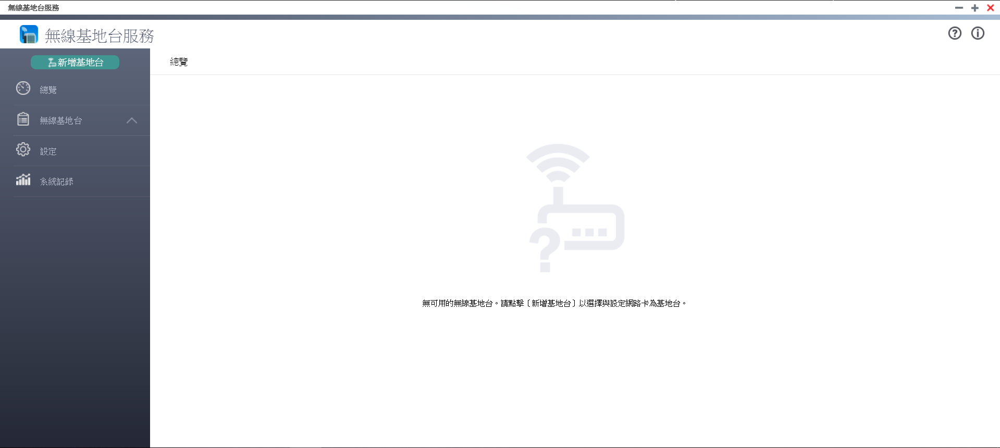 無線基地台服務
無線基地台服務
新增基地台
總覽
無線基地台
設定
系統記錄
總覽
無可用的無線基地台。請點擊〔新增基地台〕以選擇與設定網路卡為基地台。